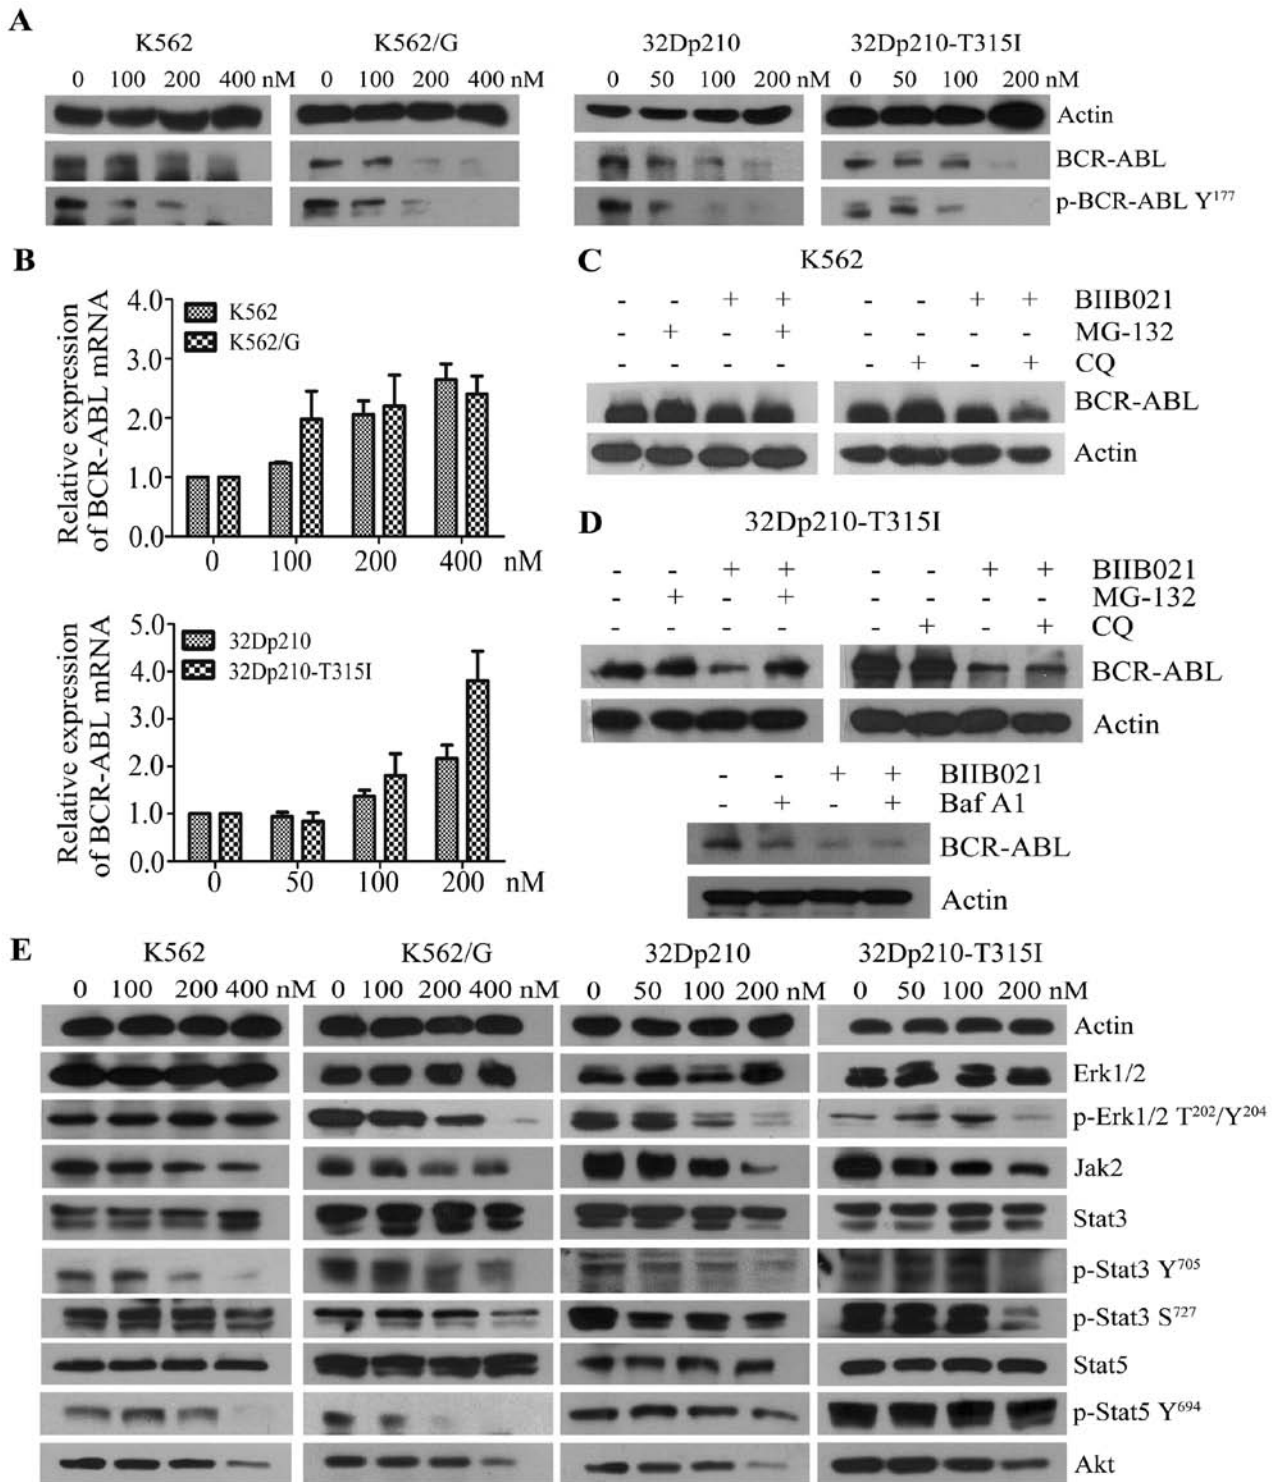 A
K562 K562/G 32Dp210 32Dp210-T315I
0 100 200 400 nM 0 100 200 400 nM 0 50 100 200 nM 0 50 100 200 nM
Actin
BCR-ABL
p-BCR-ABL Y177
B
Relative expression of BCR-ABL mRNA
4.0
3.0
2.0
1.0
0.0
K562
K562/G
0 100 200 400 nM
Relative expression of BCR-ABL mRNA
5.0
4.0
3.0
2.0
1.0
0.0
32Dp210
32Dp210-T315I
0 50 100 200 nM
C K562
- - + + - - + + BIIB021
- + - + - - - - MG-132
- - - - - + - + CQ
BCR-ABL
Actin
D 32Dp210-T315I
- - + + - - + + BIIB021
- + - + - - - - MG-132
- - - - - + - + CQ
BCR-ABL
Actin
- - + + BIIB021
- + - + Baf A1
BCR-ABL
Actin
E K562 K562/G 32Dp210 32Dp210-T315I
0 100 200 400 nM 0 100 200 400 nM 0 50 100 200 nM 0 50 100 200 nM
Actin
Erk1/2
p-Erk1/2 T202/Y204
Jak2
Stat3
p-Stat3 Y705
p-Stat3 S727
Stat5
p-Stat5 Y694
Akt